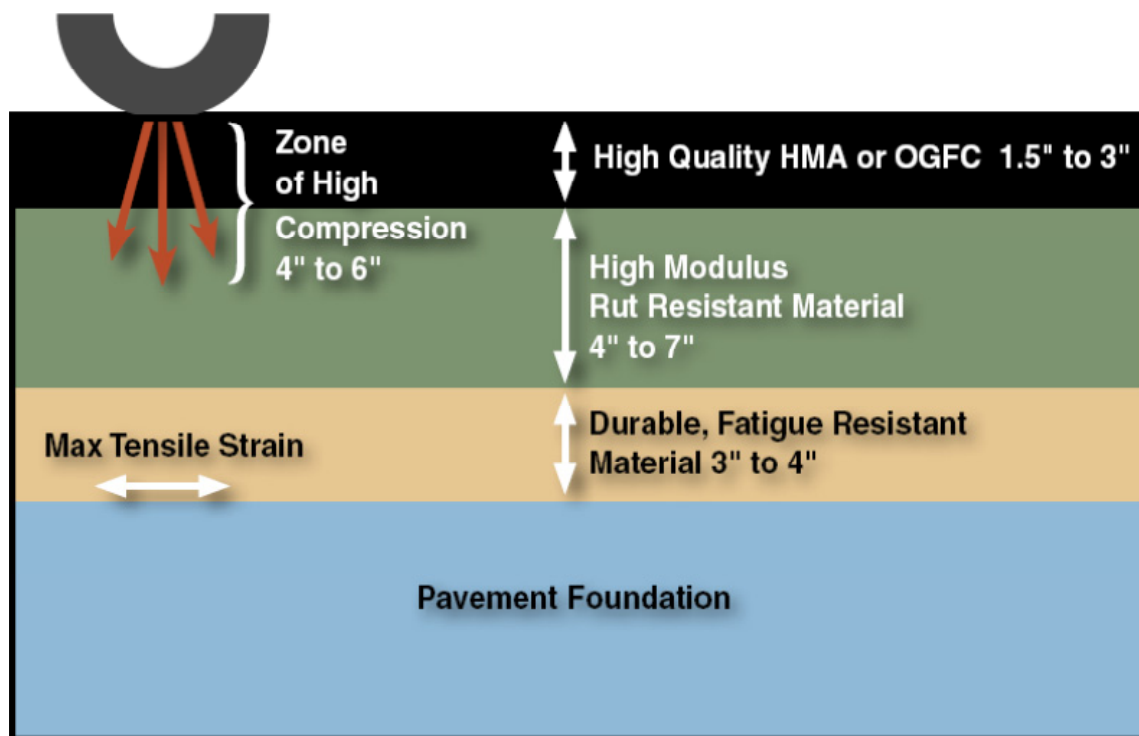 Zone
of High
Compression
4" to 6"
High Quality HMA or OGFC 1.5" to 3"
High Modulus
Rut Resistant Material
4" to 7"
Max Tensile Strain
Durable, Fatigue Resistant
Material 3" to 4"
Pavement Foundation